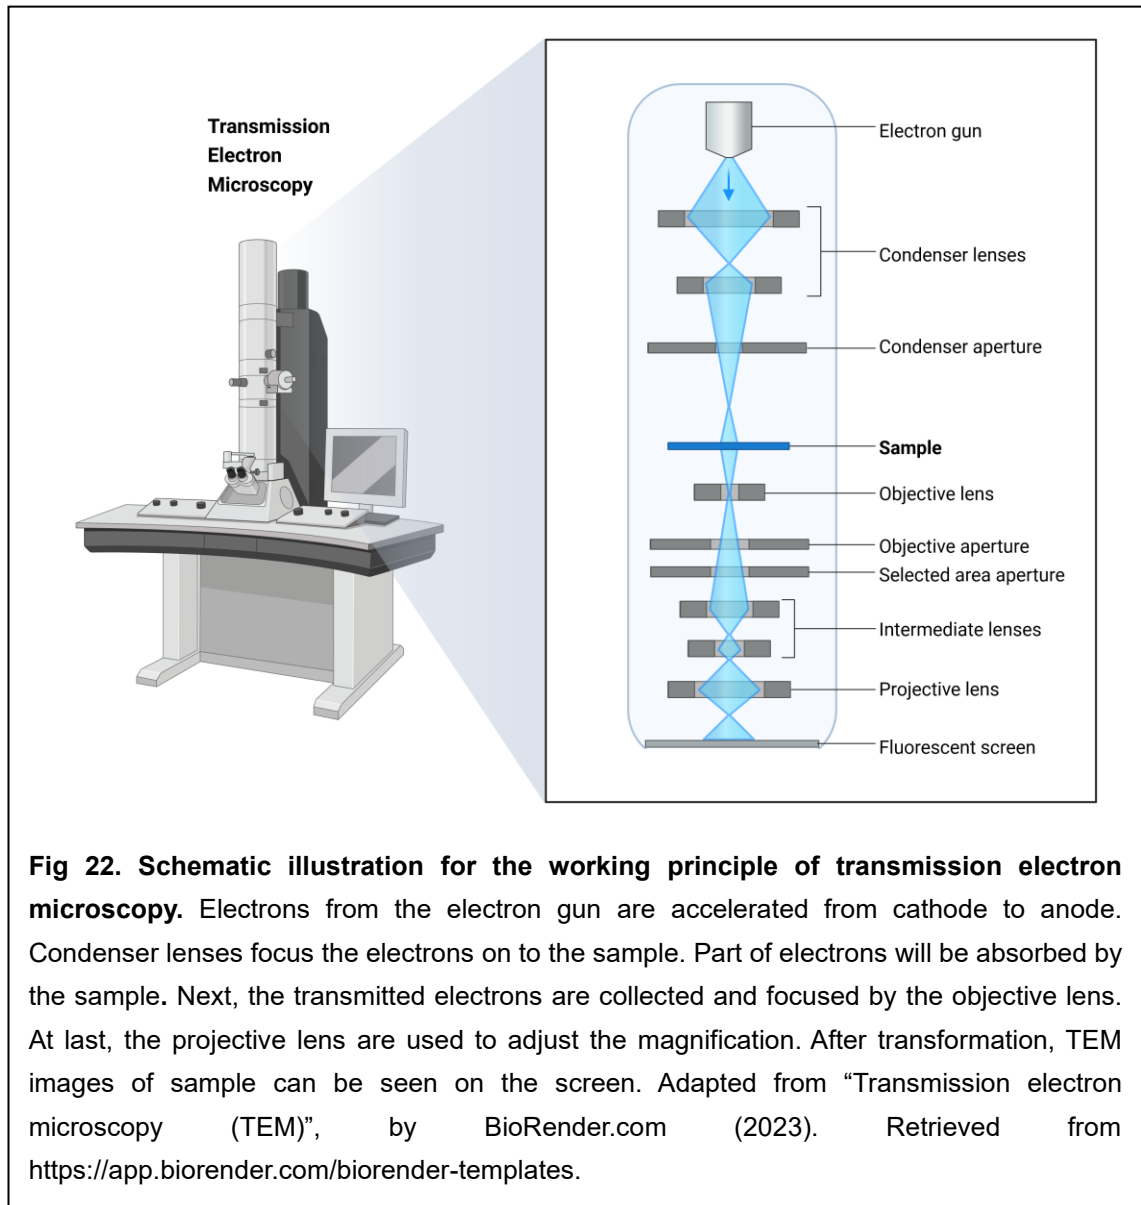 Transmission
Electron
Microscopy
Electron gun
Condenser lenses
Condenser aperture
Sample
Objective lens
Objective aperture
Selected area aperture
Intermediate lenses
Projective lens
Fluorescent screen
Fig 22. Schematic illustration for the working principle of transmission electron
microscopy. Electrons from the electron gun are accelerated from cathode to anode.
Condenser lenses focus the electrons on to the sample. Part of electrons will be absorbed by
the sample. Next, the transmitted electrons are collected and focused by the objective lens.
At last, the projective lens are used to adjust the magnification. After transformation, TEM
images of sample can be seen on the screen. Adapted from “Transmission electron
microscopy (TEM)”, by BioRender.com (2023). Retrieved from
https://app.biorender.com/biorender-templates.